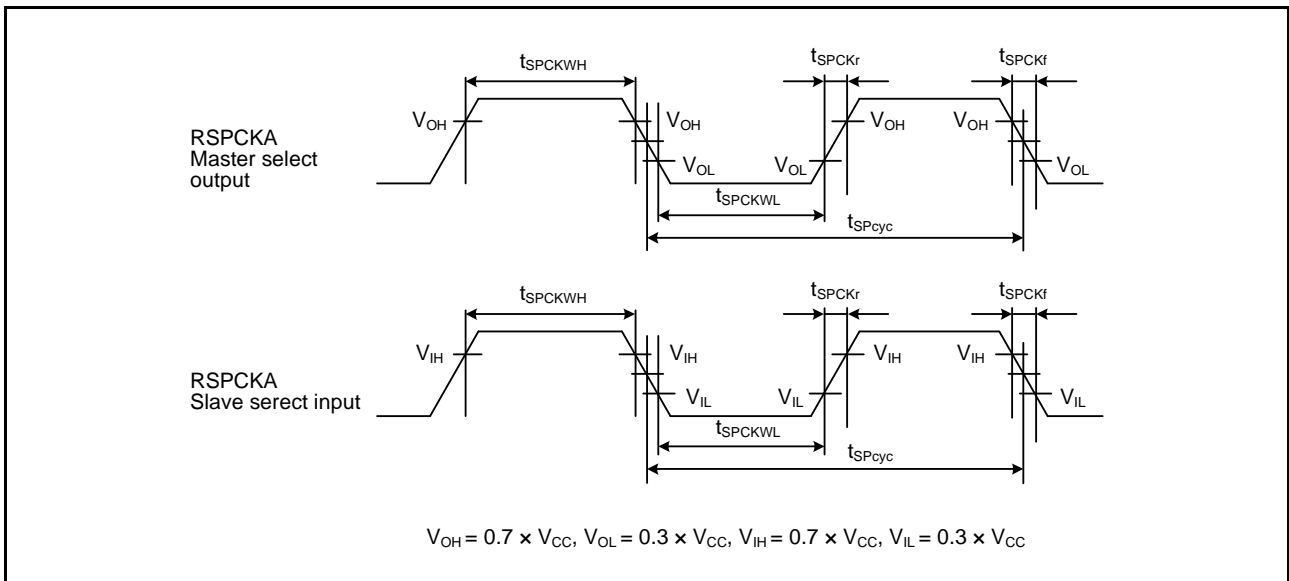 tSPCKWH tSPCKr tSPCKf
VOH VOH VOH VOH
RSPCKA
Master select
output
VOL VOL VOL
tSPCKWL
tSPcyc
tSPCKWH tSPCKr tSPCKf
VIH VIH VIH VIH
RSPCKA
Slave serect input
VIL VIL VIL
tSPCKWL
tSPcyc
VOH = 0.7 × VCC, VOL = 0.3 × VCC, VIH = 0.7 × VCC, VIL = 0.3 × VCC